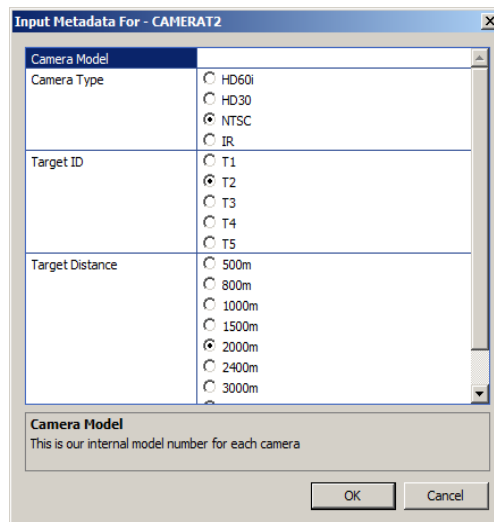 Input Metadata For - CAMERAT2
Camera Model
Camera Type
HD60i
HD30
NTSC
IR
Target ID
T1
T2
T3
T4
T5
Target Distance
500m
800m
1000m
1500m
2000m
2400m
3000m
Camera Model
This is our internal model number for each camera
OK
Cancel